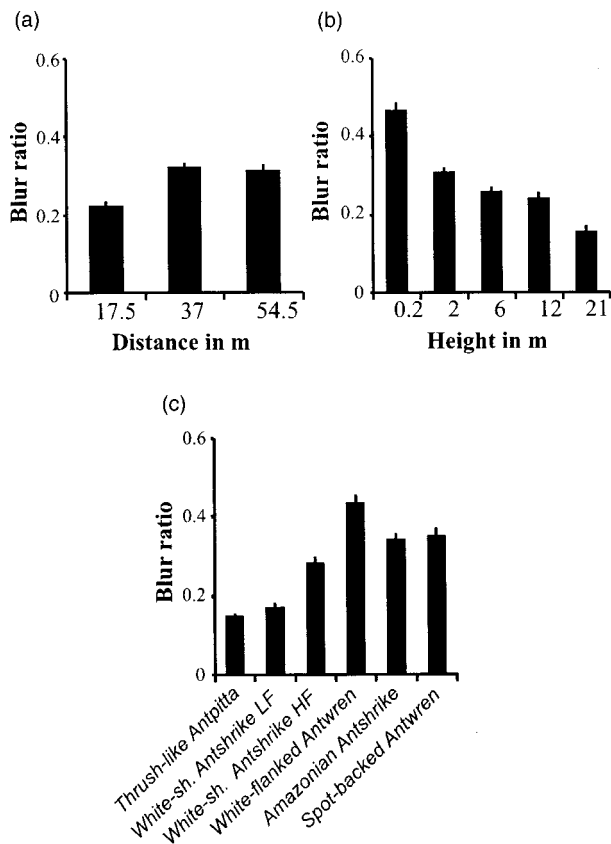 (a)
0.6
0.4
0.2
0
Blur ratio
17.5 37 54.5
Distance in m
(b)
0.6
0.4
0.2
0
Blur ratio
0.2 2 6 12 21
Height in m
(c)
0.6
0.4
0.2
0
Blur ratio
Thrush-like Antpitta
White-sh. Antshrike LF
White-sh. Antshrike HF
White-flanked Antwren
Amazonian Antshrike
Spot-backed Antwren